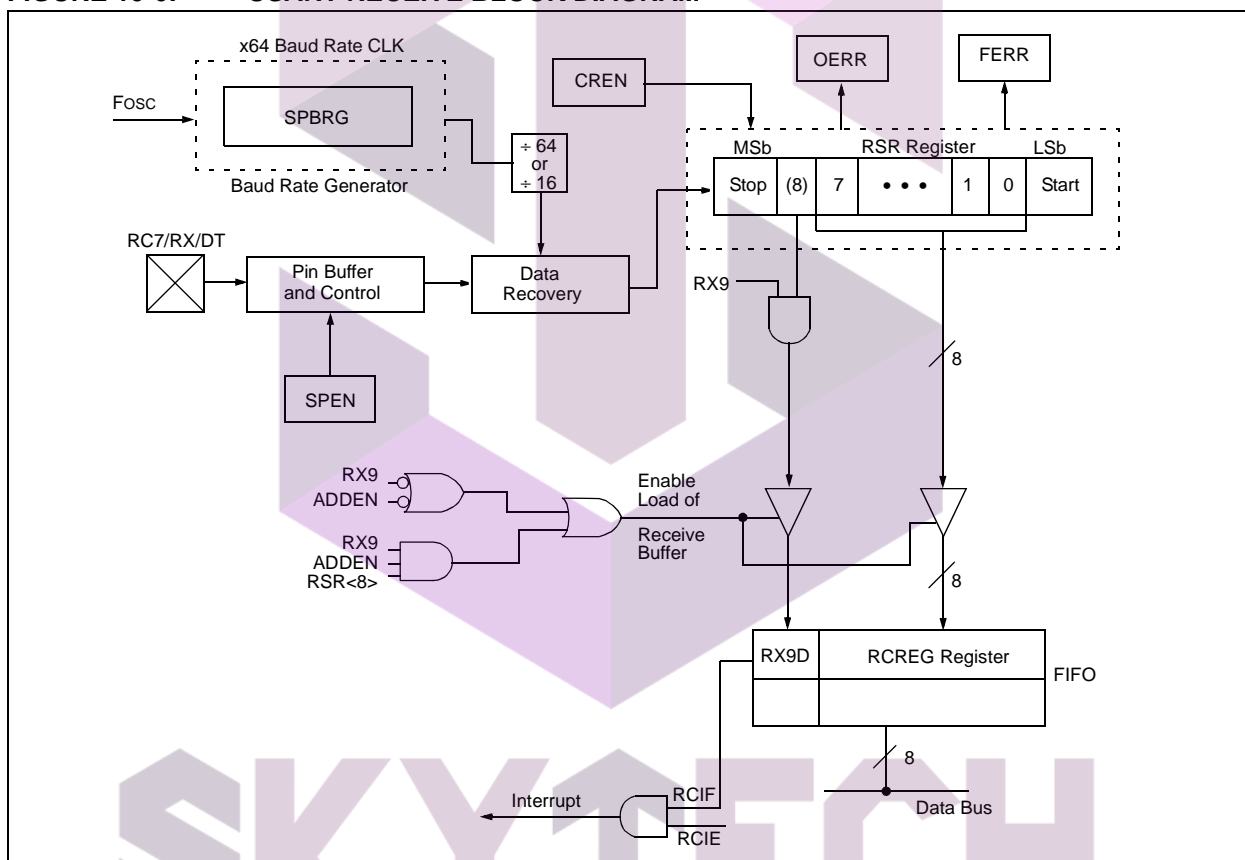 x64 Baud Rate CLK
FOSC
SPBRG
Baud Rate Generator
÷ 64
or
÷ 16
CREN
OERR
FERR
MSb
RSR Register
LSb
Stop
(8)
7
• • •
1
0
Start
RC7/RX/DT
Pin Buffer
and Control
Data
Recovery
SPEN
RX9
8
RX9
ADDEN
RX9
ADDEN
RSR<8>
Enable
Load of
Receive
Buffer
8
RX9D
RCREG Register
FIFO
8
Data Bus
Interrupt
RCIF
RCIE
SKYTECH